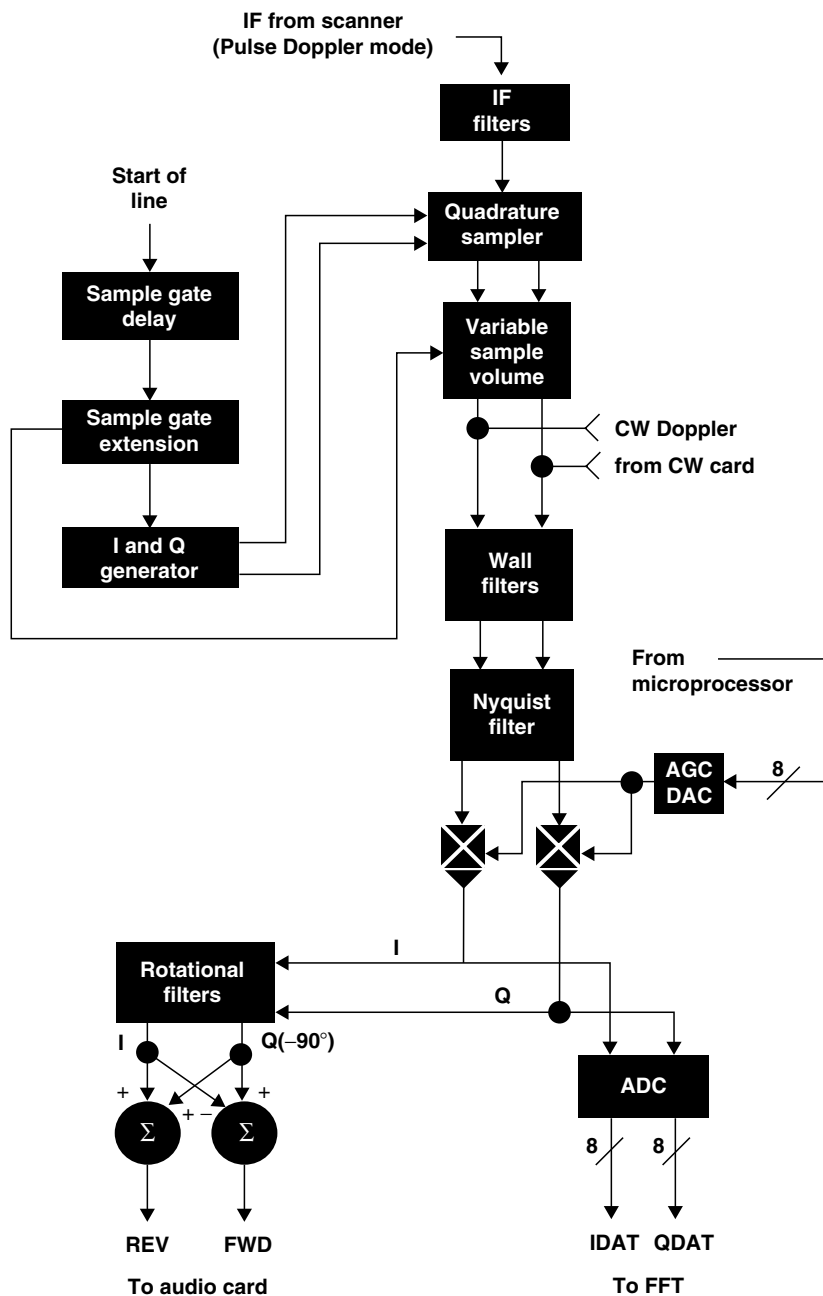 IF from scanner
(Pulse Doppler mode)
IF
filters
Start of
line
Quadrature
sampler
Sample gate
delay
Variable
sample
volume
Sample gate
extension
CW Doppler
from CW card
I and Q
generator
Wall
filters
From
microprocessor
Nyquist
filter
AGC
DAC
8
I
Rotational
filters
Q
I
Q(−90°)
ADC
+
+ −
+
Σ
Σ
8
8
REV
FWD
IDAT
QDAT
To audio card
To FFT